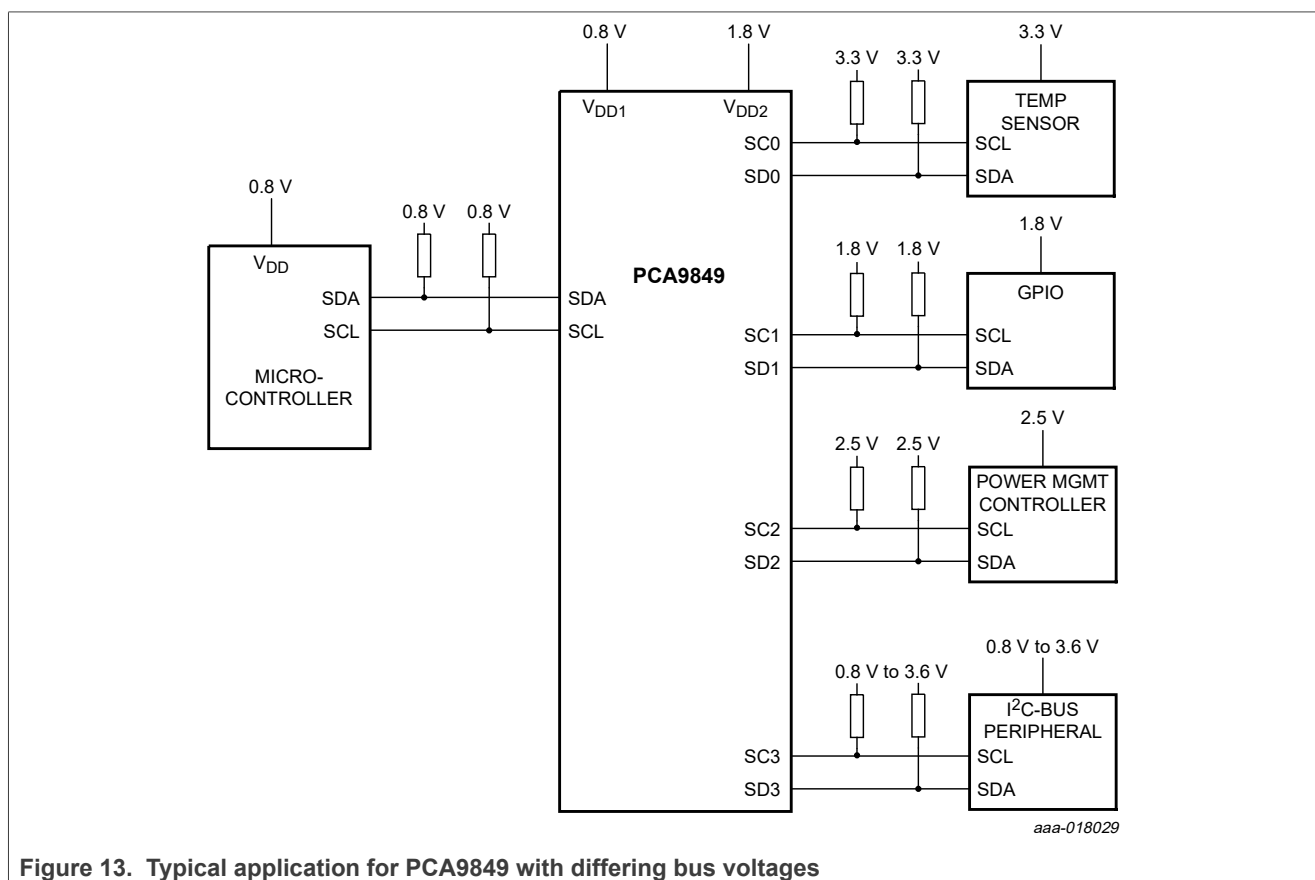 0.8 V
1.8 V
3.3 V
3.3 V 3.3 V
VDD1
VDD2
TEMP
SENSOR
SC0
SCL
SD0
SDA
0.8 V
0.8 V 0.8 V
VDD
SDA
SCL
MICRO-
CONTROLLER
PCA9849
SDA
SCL
1.8 V
1.8 V 1.8 V
GPIO
SC1
SCL
SD1
SDA
2.5 V
2.5 V 2.5 V
POWER MGMT
CONTROLLER
SC2
SCL
SD2
SDA
0.8 V to 3.6 V
0.8 V to 3.6 V
I2C-BUS
PERIPHERAL
SC3
SCL
SD3
SDA
aaa-018029
Figure 13. Typical application for PCA9849 with differing bus voltages